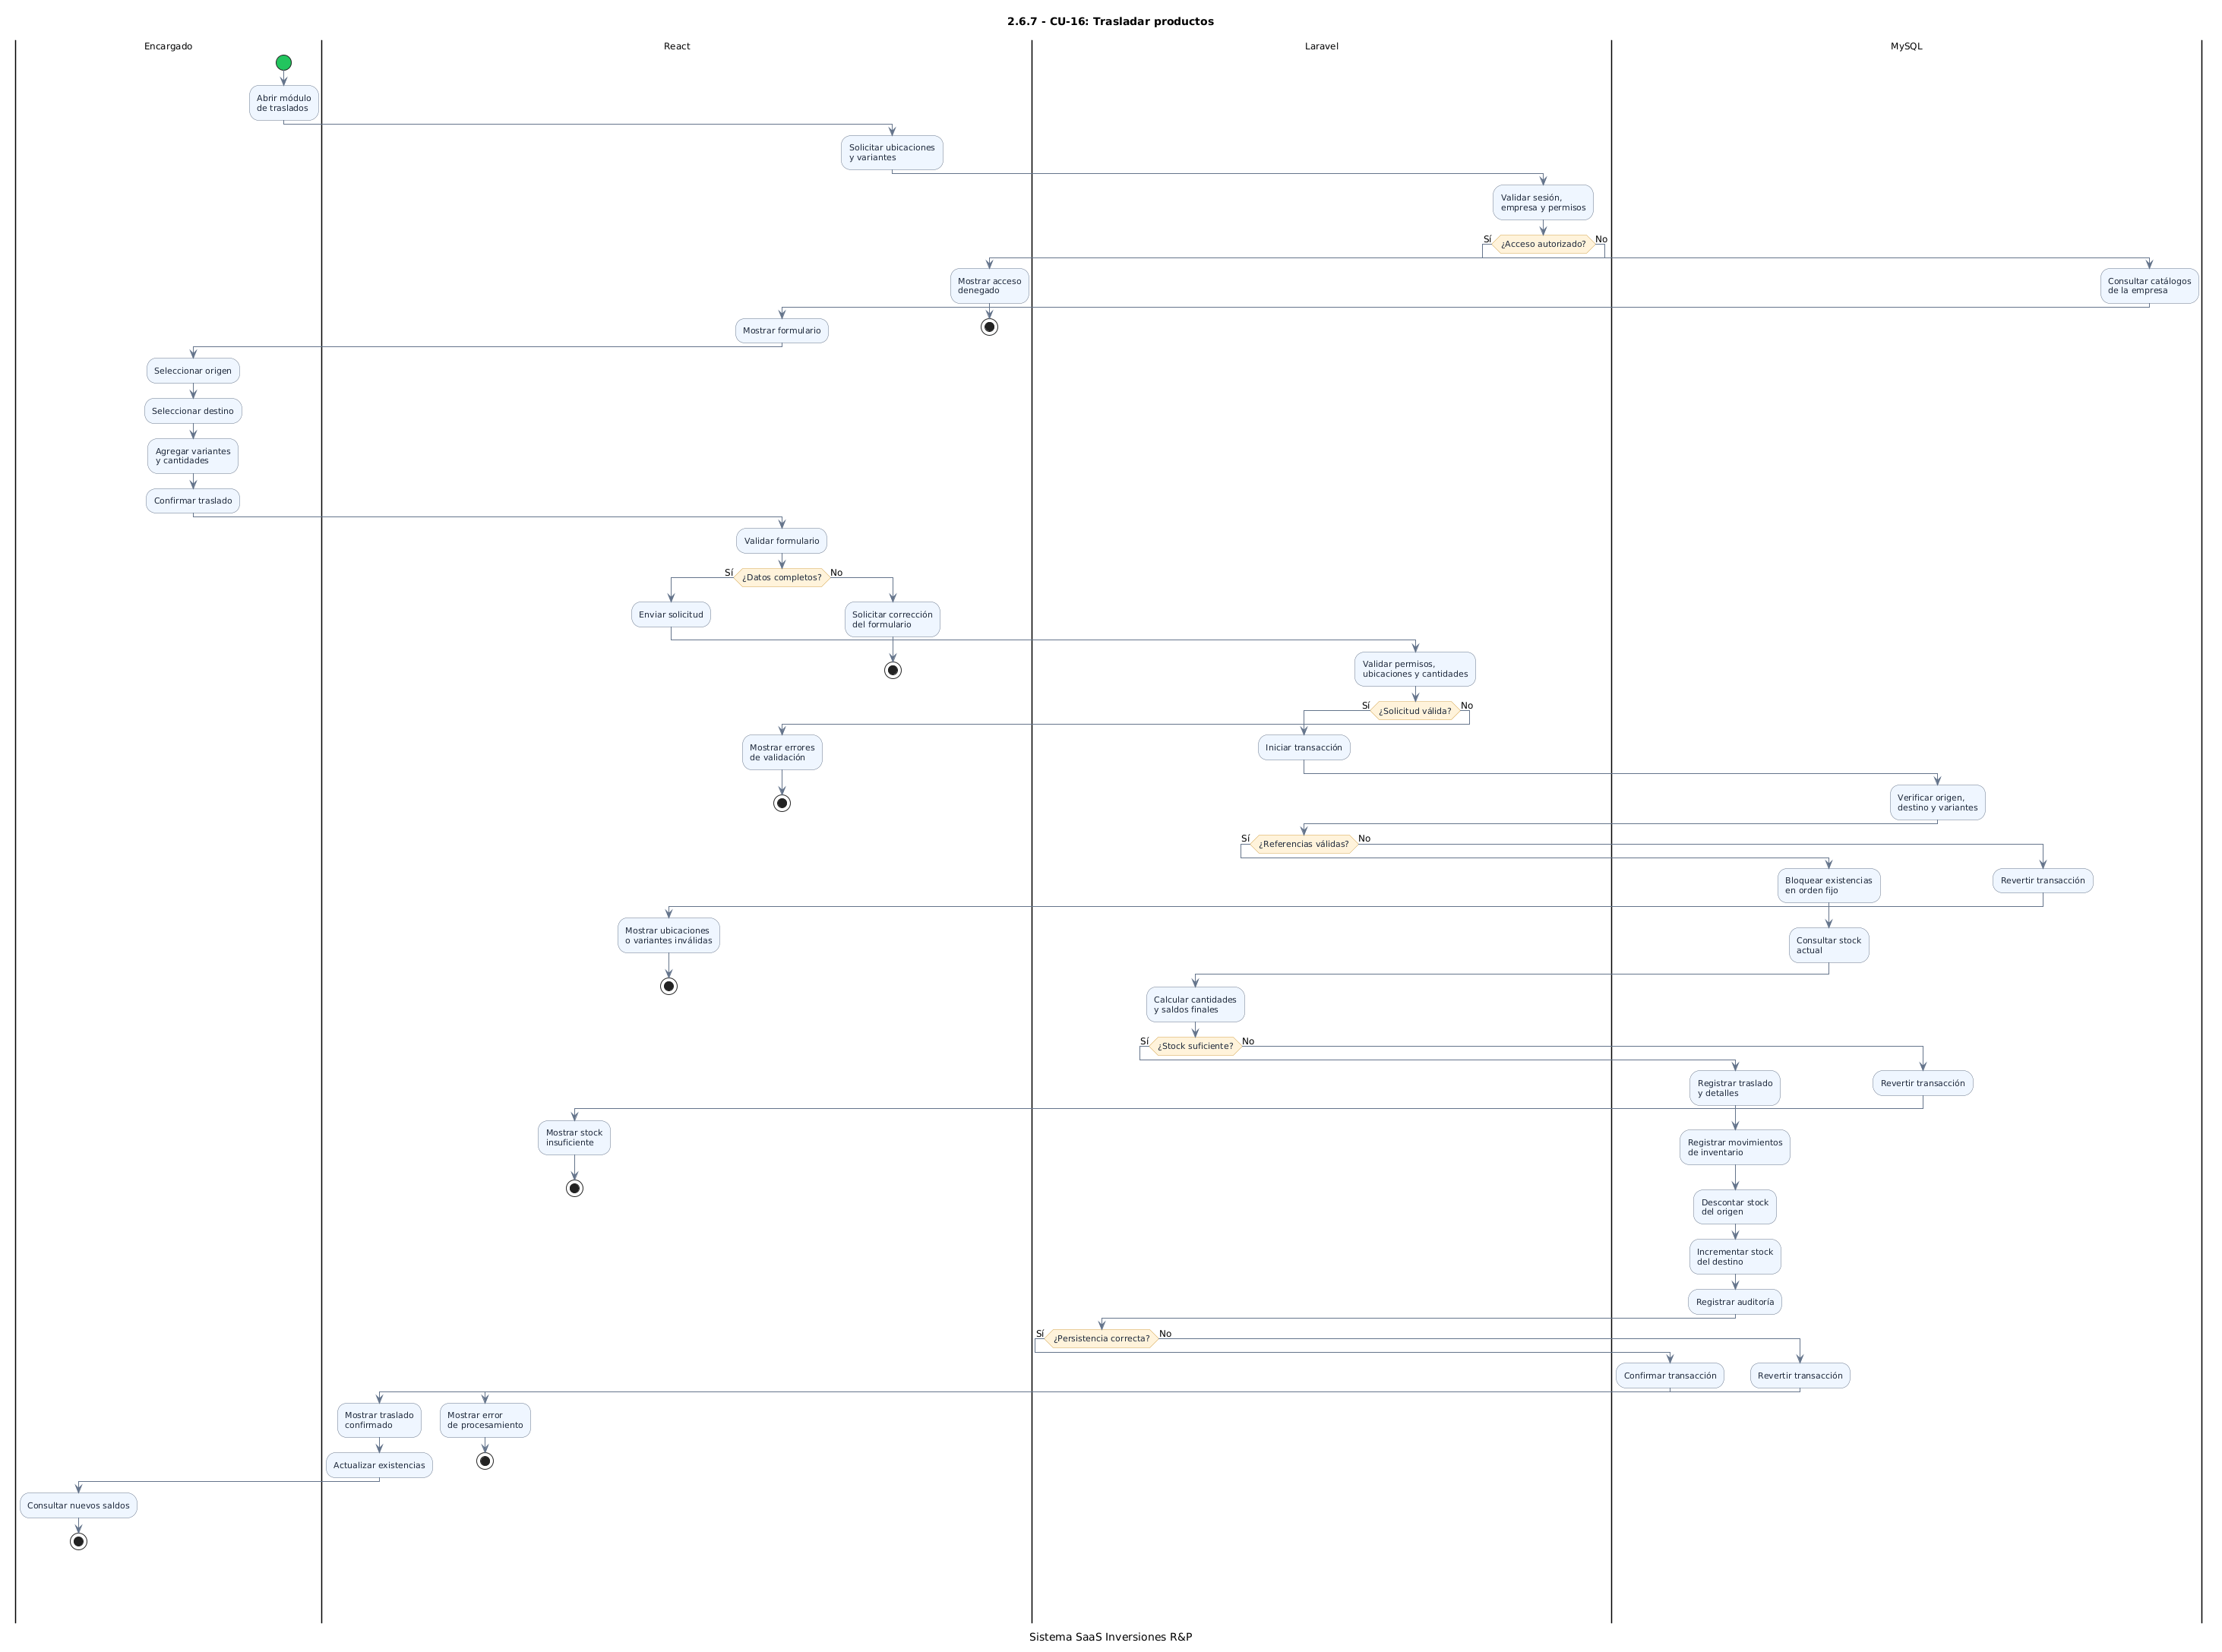 2.6.7 - CU-16: Trasladar productos
Encargado
React
Laravel
MySQL
Abrir módulo
de traslados
Solicitar ubicaciones
y variantes
Validar sesión,
empresa y permisos
Sí
¿Acceso autorizado?
No
Mostrar acceso
denegado
Consultar catálogos
de la empresa
Mostrar formulario
Seleccionar origen
Seleccionar destino
Agregar variantes
y cantidades
Confirmar traslado
Validar formulario
Sí
¿Datos completos?
No
Enviar solicitud
Solicitar corrección
del formulario
Validar permisos,
ubicaciones y cantidades
Sí
¿Solicitud válida?
No
Mostrar errores
de validación
Iniciar transacción
Verificar origen,
destino y variantes
Sí
¿Referencias válidas?
No
Bloquear existencias
en orden fijo
Revertir transacción
Mostrar ubicaciones
o variantes inválidas
Consultar stock
actual
Calcular cantidades
y saldos finales
Sí
¿Stock suficiente?
No
Registrar traslado
y detalles
Revertir transacción
Mostrar stock
insuficiente
Registrar movimientos
de inventario
Descontar stock
del origen
Incrementar stock
del destino
Registrar auditoría
Sí
¿Persistencia correcta?
No
Confirmar transacción
Revertir transacción
Mostrar traslado
confirmado
Mostrar error
de procesamiento
Actualizar existencias
Consultar nuevos saldos
Sistema SaaS Inversiones R&P